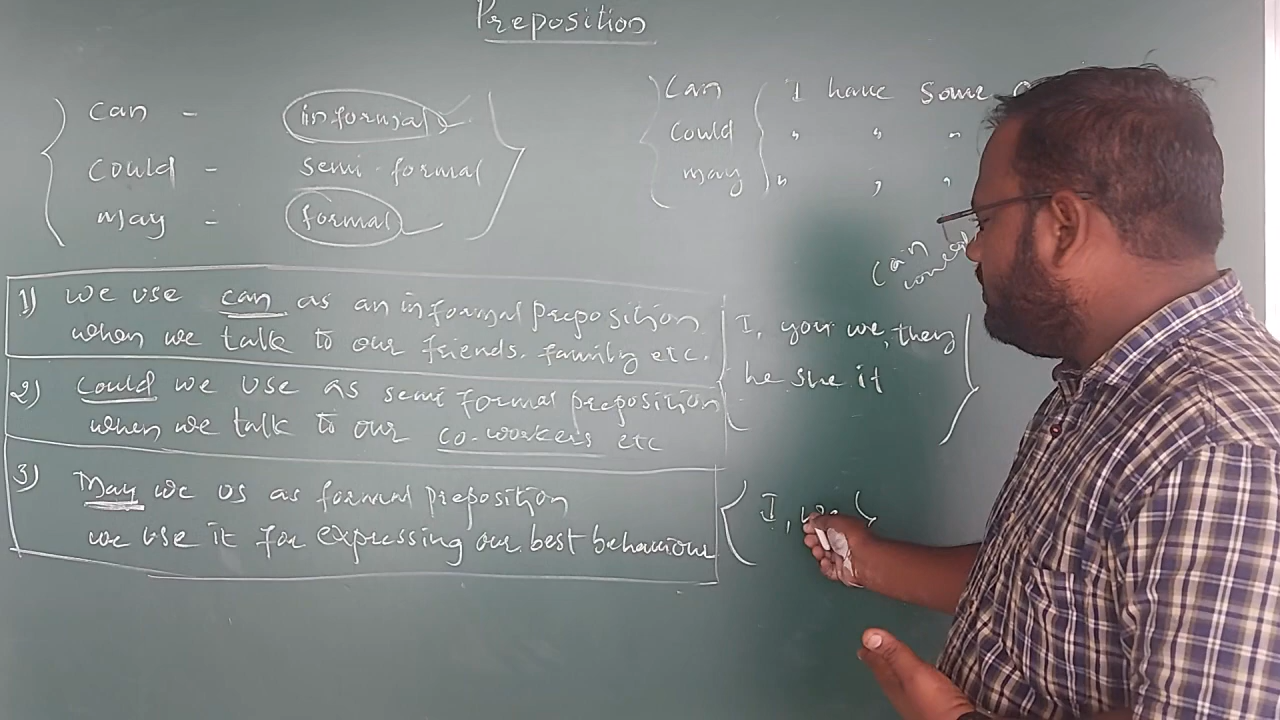 Preposition
can - informal
could - semi-formal
may - formal
Can I have some
Could " " "
may " " "
can
1) we use can as an informal preposition
when we talk to our friends, family etc.
2) Could we use as semi formal preposition
when we talk to our co-workers etc
3) May we us as formal preposition
we use it for expressing our best behaviour
I, you we, they
he she it
I, we